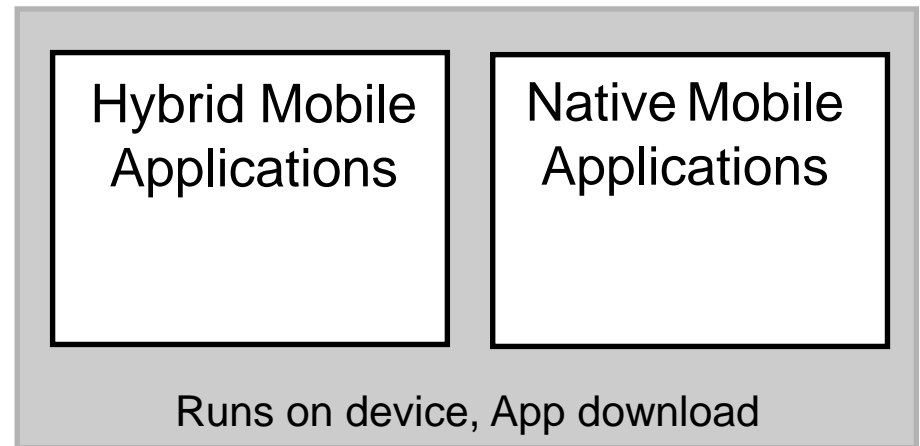 Hybrid Mobile
Applications
Native Mobile
Applications
Runs on device, App download